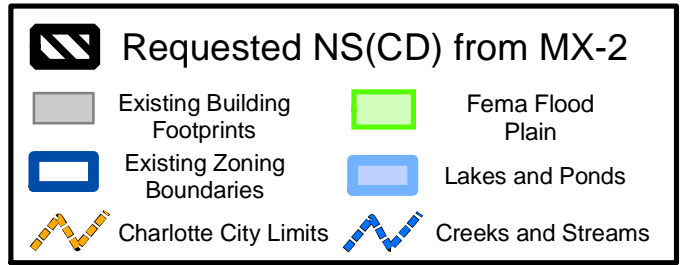 Requested NS(CD) from MX-2
Existing Building
Footprints
Fema Flood
Plain
Existing Zoning
Boundaries
Lakes and Ponds
Charlotte City Limits
Creeks and Streams